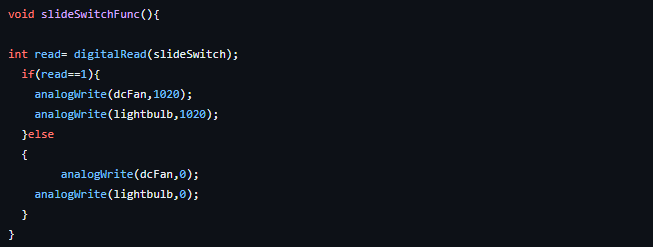 void slideSwitchFunc(){
int read= digitalRead(slideSwitch);
if(read==1){
analogWrite(dcFan,1020);
analogWrite(lightbulb,1020);
}else
{
analogWrite(dcFan,0);
analogWrite(lightbulb,0);
}
}